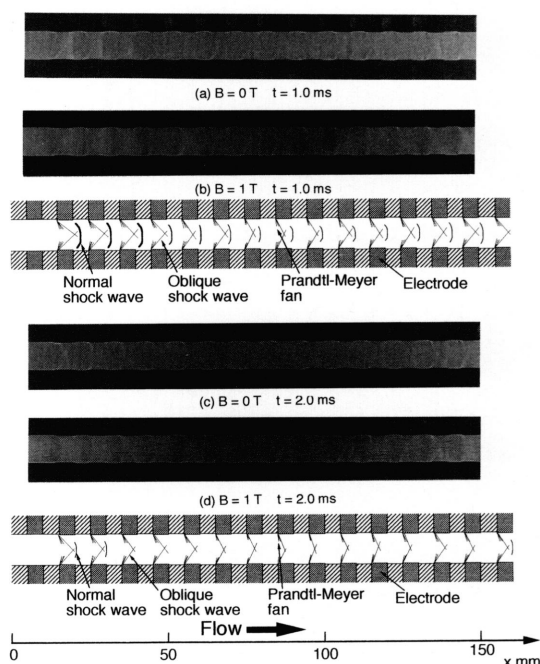 (a) B = 0 T t = 1.0 ms
(b) B = 1 T t = 1.0 ms
Normal shock wave
Oblique shock wave
Prandtl-Meyer fan
Electrode
(c) B = 0 T t = 2.0 ms
(d) B = 1 T t = 2.0 ms
Normal shock wave
Oblique shock wave
Prandtl-Meyer fan
Electrode
Flow
0 50 100 150
x mm